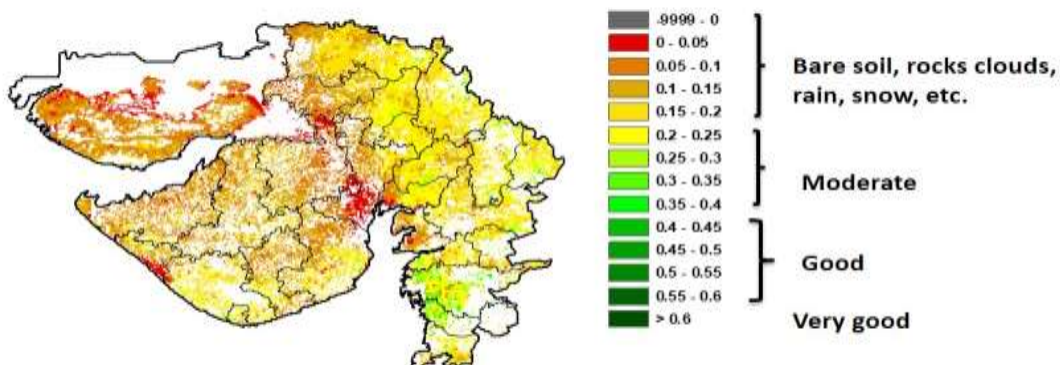 -9999 - 0
0 - 0.05
0.05 - 0.1
0.1 - 0.15
0.15 - 0.2
0.2 - 0.25
0.25 - 0.3
0.3 - 0.35
0.35 - 0.4
0.4 - 0.45
0.45 - 0.5
0.5 - 0.55
0.55 - 0.6
> 0.6
Bare soil, rocks clouds,
rain, snow, etc.
Moderate
Good
Very good